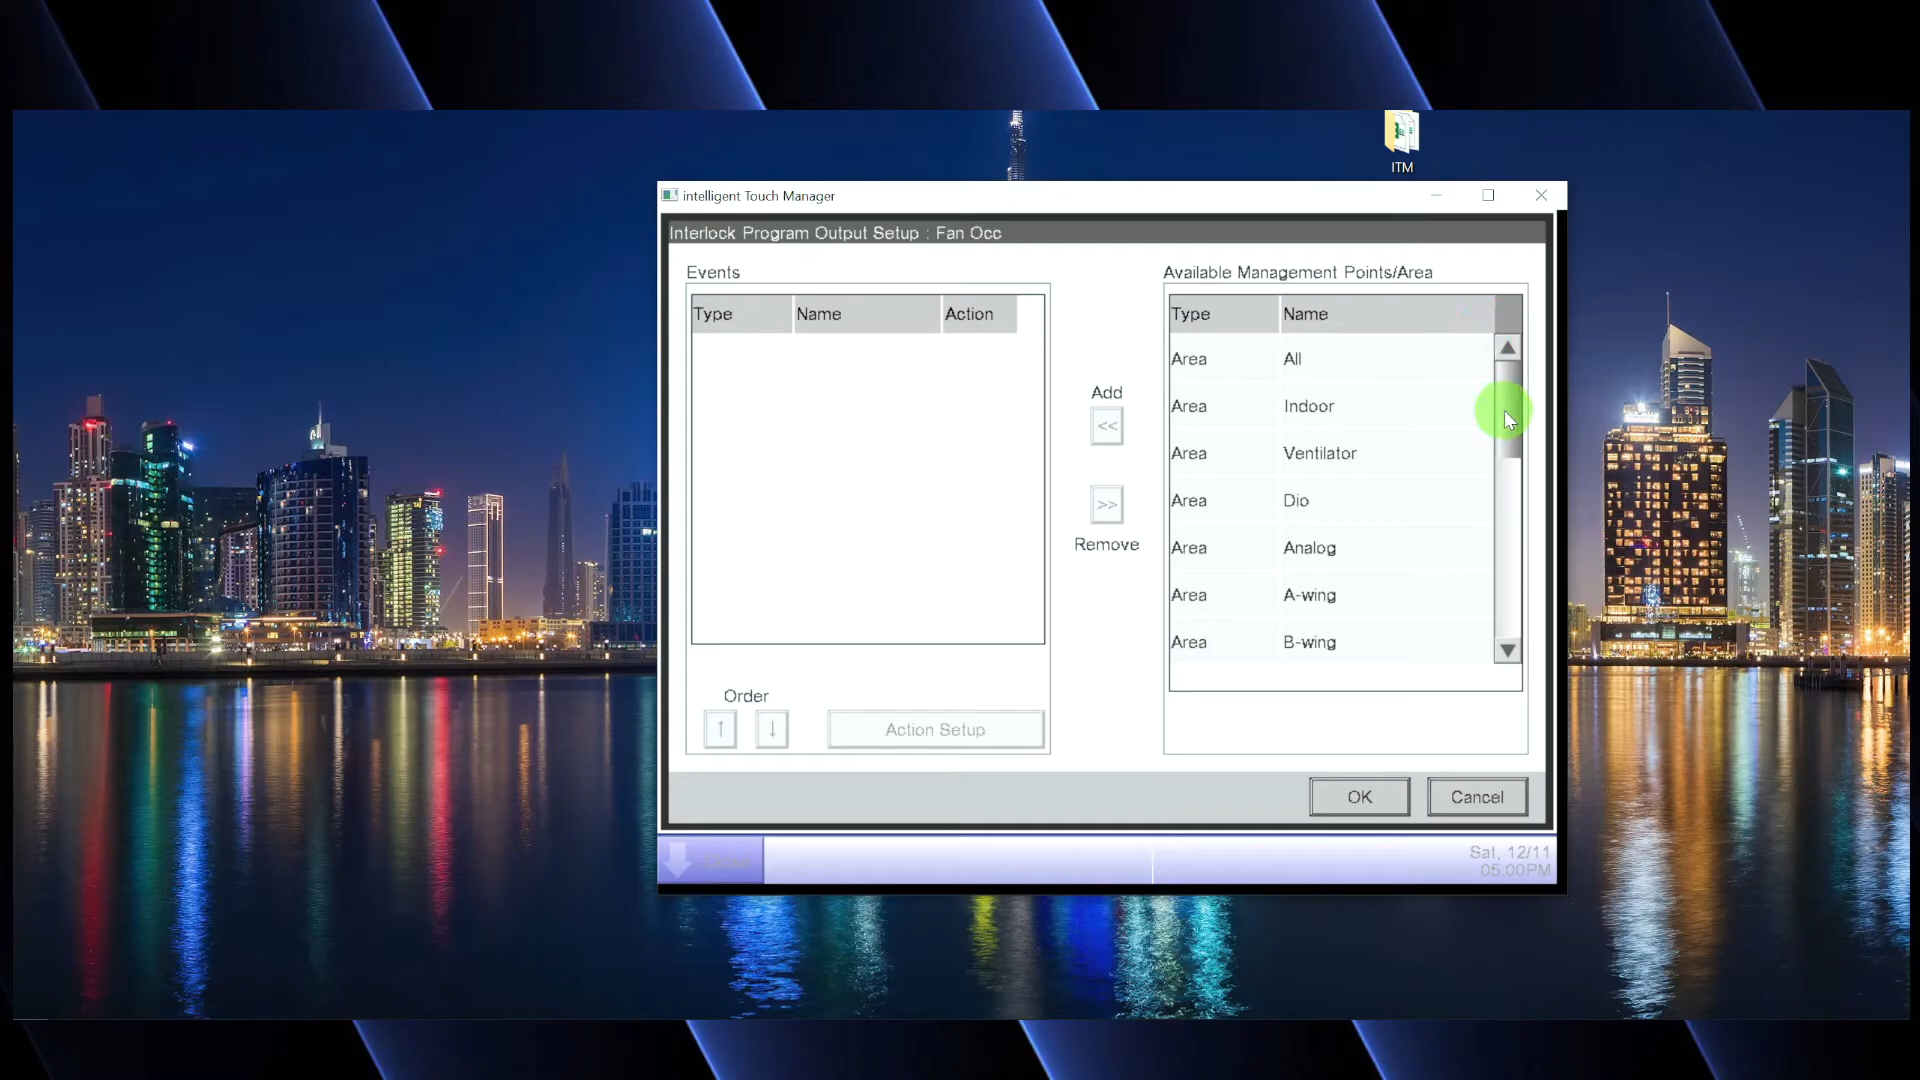 ITM
intelligent Touch Manager
Interlock Program Output Setup : Fan Occ
Events
Type Name Action
Order
↑ ↓ Action Setup
Add
<<
>>
Remove
Available Management Points/Area
Type Name
Area All
Area Indoor
Area Ventilator
Area Dio
Area Analog
Area A-wing
Area B-wing
OK Cancel
Sat, 12/11
05:00PM